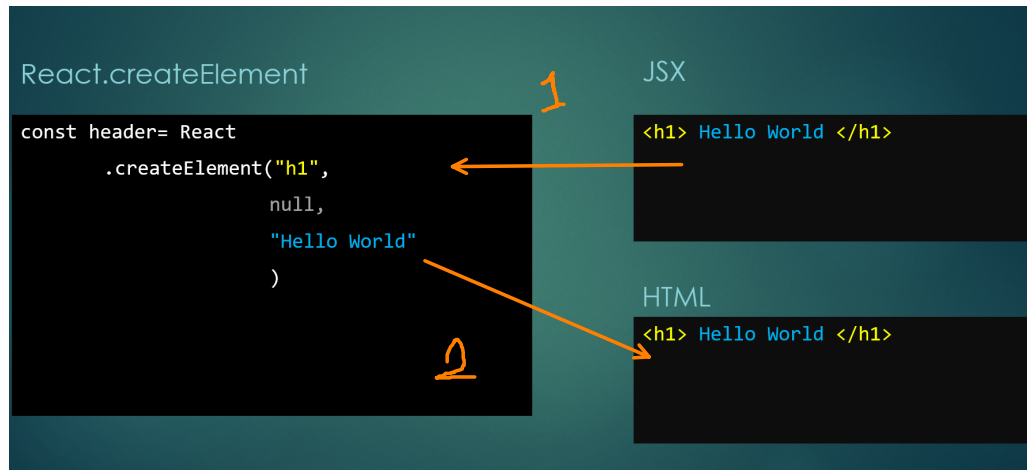 React.createElement
const header= React
.createElement("h1",
null,
"Hello World"
)
1
2
JSX
<h1> Hello World </h1>
HTML
<h1> Hello World </h1>